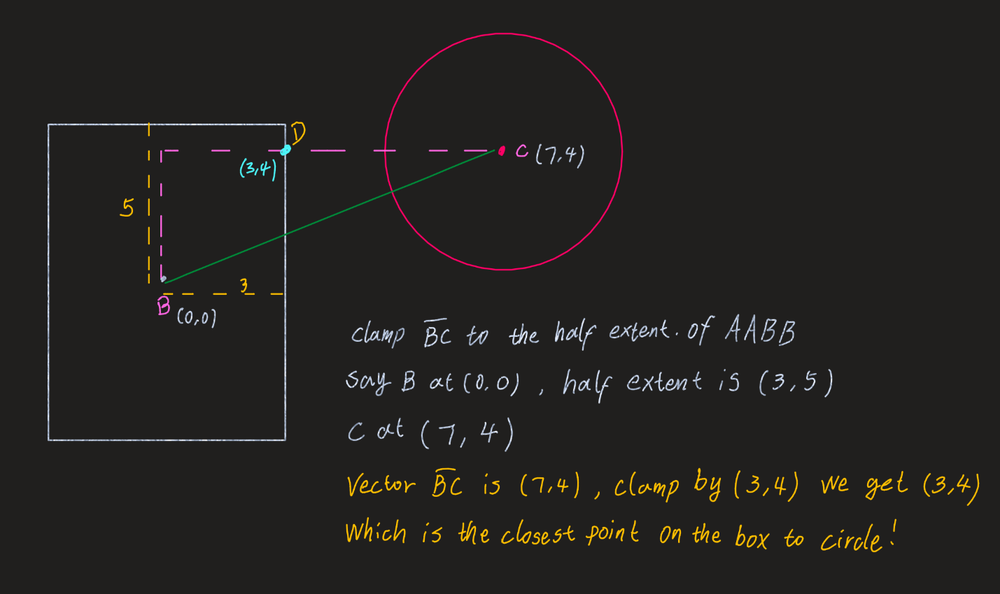 D
C (7,4)
(3,4)
5
3
B
(0,0)
clamp BC to the half extent. of AABB
Say B at (0,0), half extent is (3,5)
C at (7,4)
Vector BC is (7,4), clamp by (3,4) we get (3,4)
Which is the closest point on the box to circle!